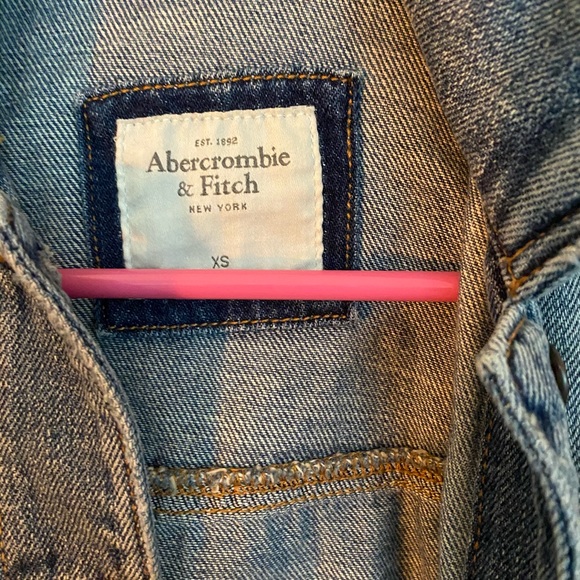 EST. 1892
Abercrombie
& Fitch
NEW YORK
XS